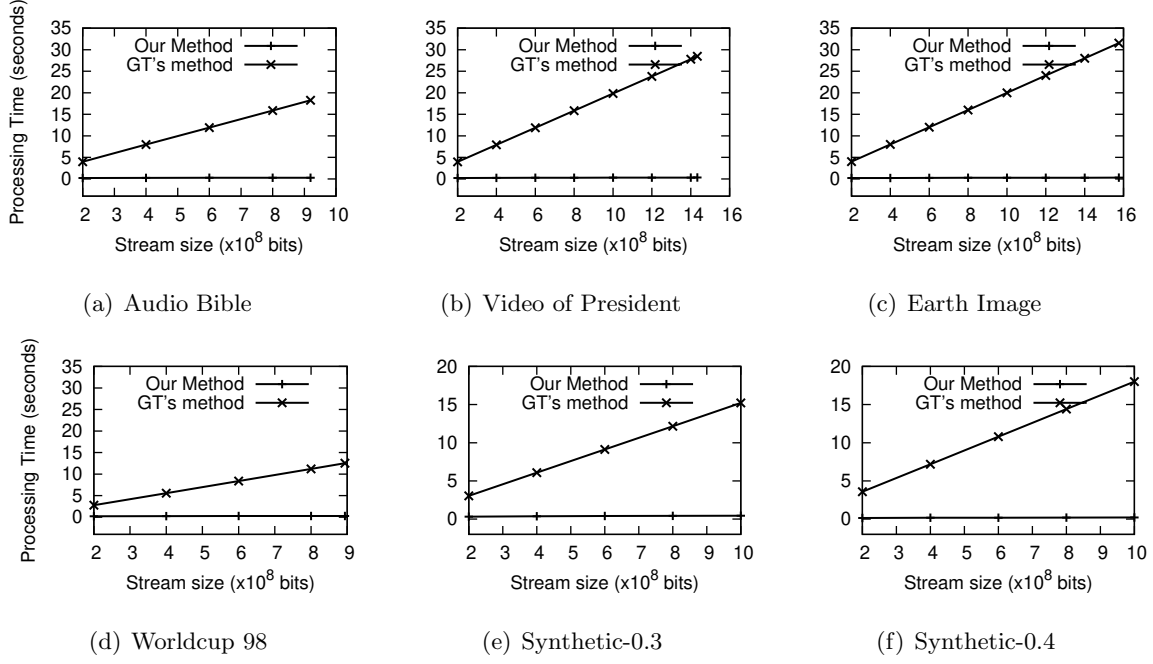 Processing Time (seconds)
35
30
25
20
15
10
5
0
Our Method
GT's method
2 3 4 5 6 7 8 9 10
Stream size (x10^8 bits)
(a) Audio Bible
35
30
25
20
15
10
5
0
Our Method
GT's method
2 4 6 8 10 12 14 16
Stream size (x10^8 bits)
(b) Video of President
35
30
25
20
15
10
5
0
Our Method
GT's method
2 4 6 8 10 12 14 16
Stream size (x10^8 bits)
(c) Earth Image
Processing Time (seconds)
35
30
25
20
15
10
5
0
Our Method
GT's method
2 3 4 5 6 7 8 9
Stream size (x10^8 bits)
(d) Worldcup 98
20
15
10
5
0
Our Method
GT's method
2 3 4 5 6 7 8 9 10
Stream size (x10^8 bits)
(e) Synthetic-0.3
20
15
10
5
0
Our Method
GT's method
2 3 4 5 6 7 8 9 10
Stream size (x10^8 bits)
(f) Synthetic-0.4